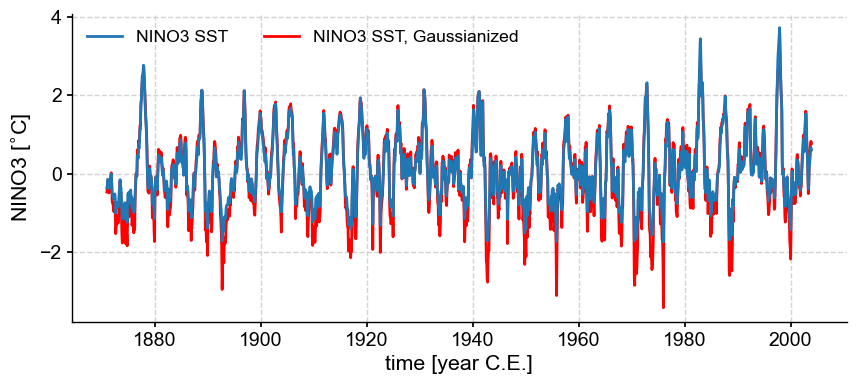 NINO3 SST
NINO3 SST, Gaussianized
NINO3 [°C]
4
2
0
−2
1880 1900 1920 1940 1960 1980 2000
time [year C.E.]